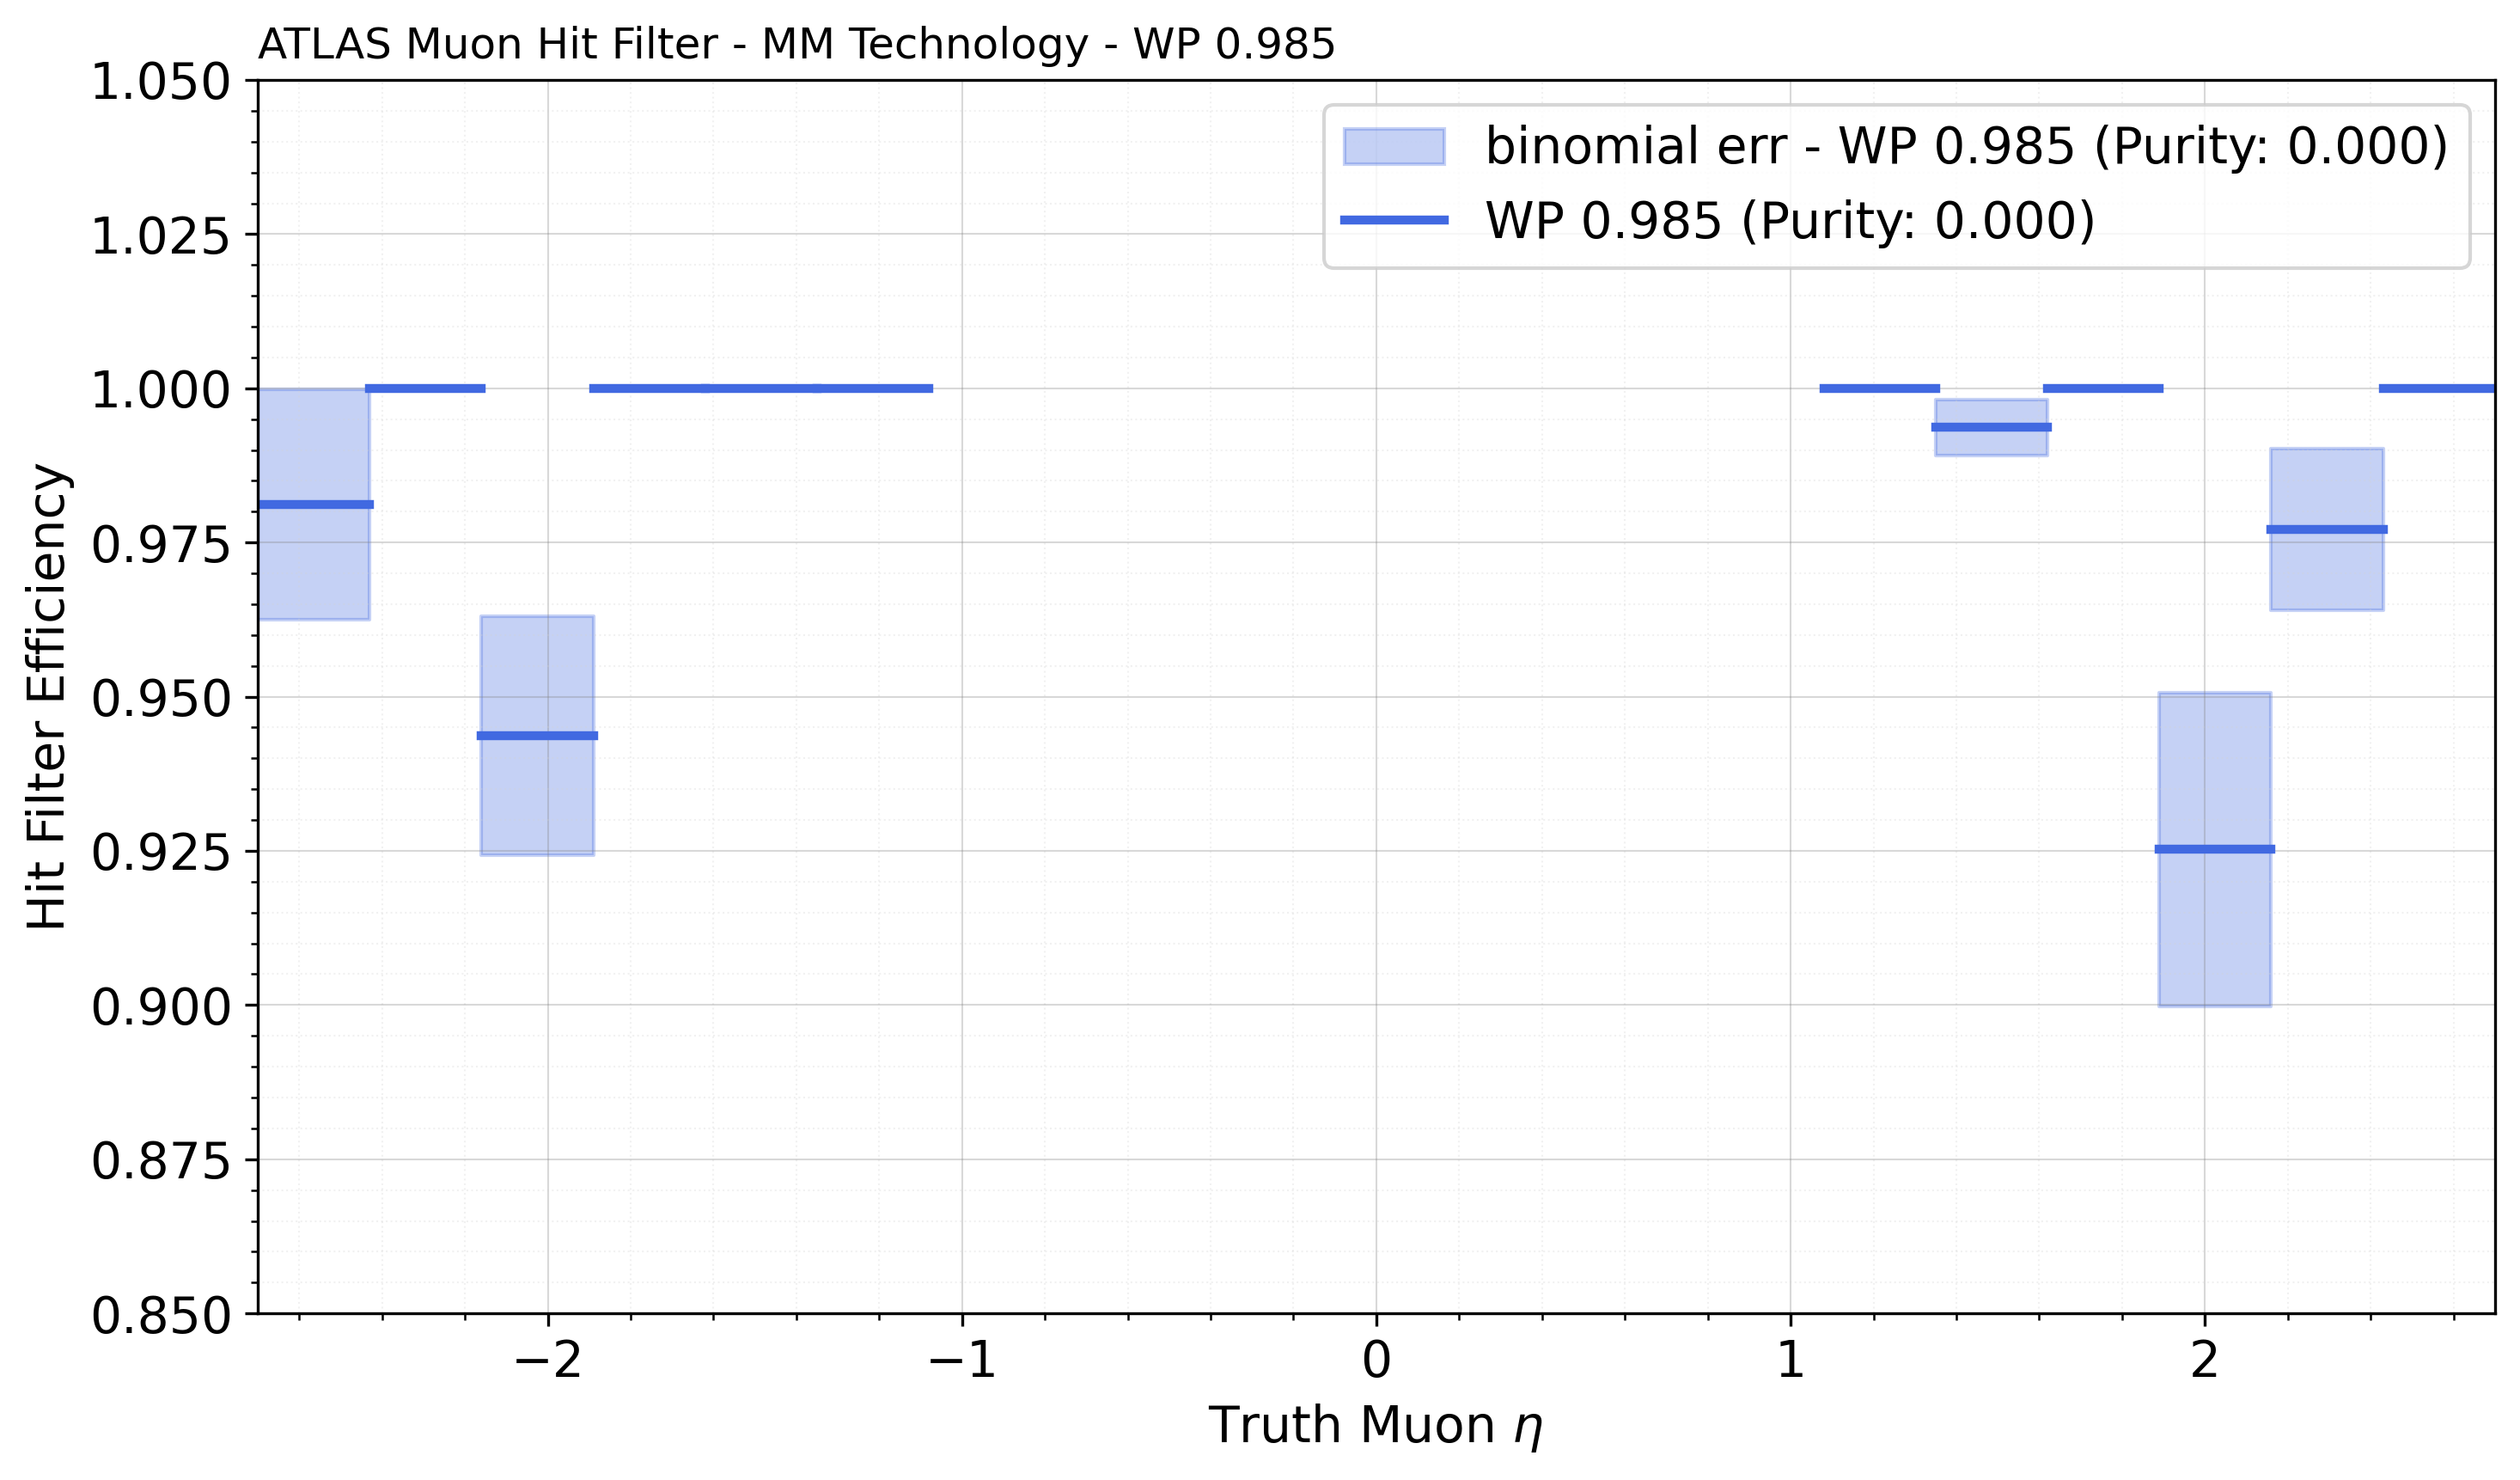 ATLAS Muon Hit Filter - MM Technology - WP 0.985
1.050
1.025
1.000
0.975
0.950
0.925
0.900
0.875
0.850
Hit Filter Efficiency
binomial err - WP 0.985 (Purity: 0.000)
WP 0.985 (Purity: 0.000)
−2 −1 0 1 2
Truth Muon η